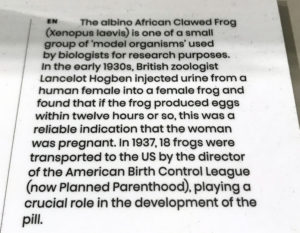 EN The albino African Clawed Frog
(Xenopus laevis) is one of a small
group of 'model organisms' used
by biologists for research purposes.
In the early 1930s, British zoologist
Lancelot Hogben injected urine from a
human female into a female frog and
found that if the frog produced eggs
within twelve hours or so, this was a
reliable indication that the woman
was pregnant. In 1937, 18 frogs were
transported to the US by the director
of the American Birth Control League
(now Planned Parenthood), playing a
crucial role in the development of the
pill.